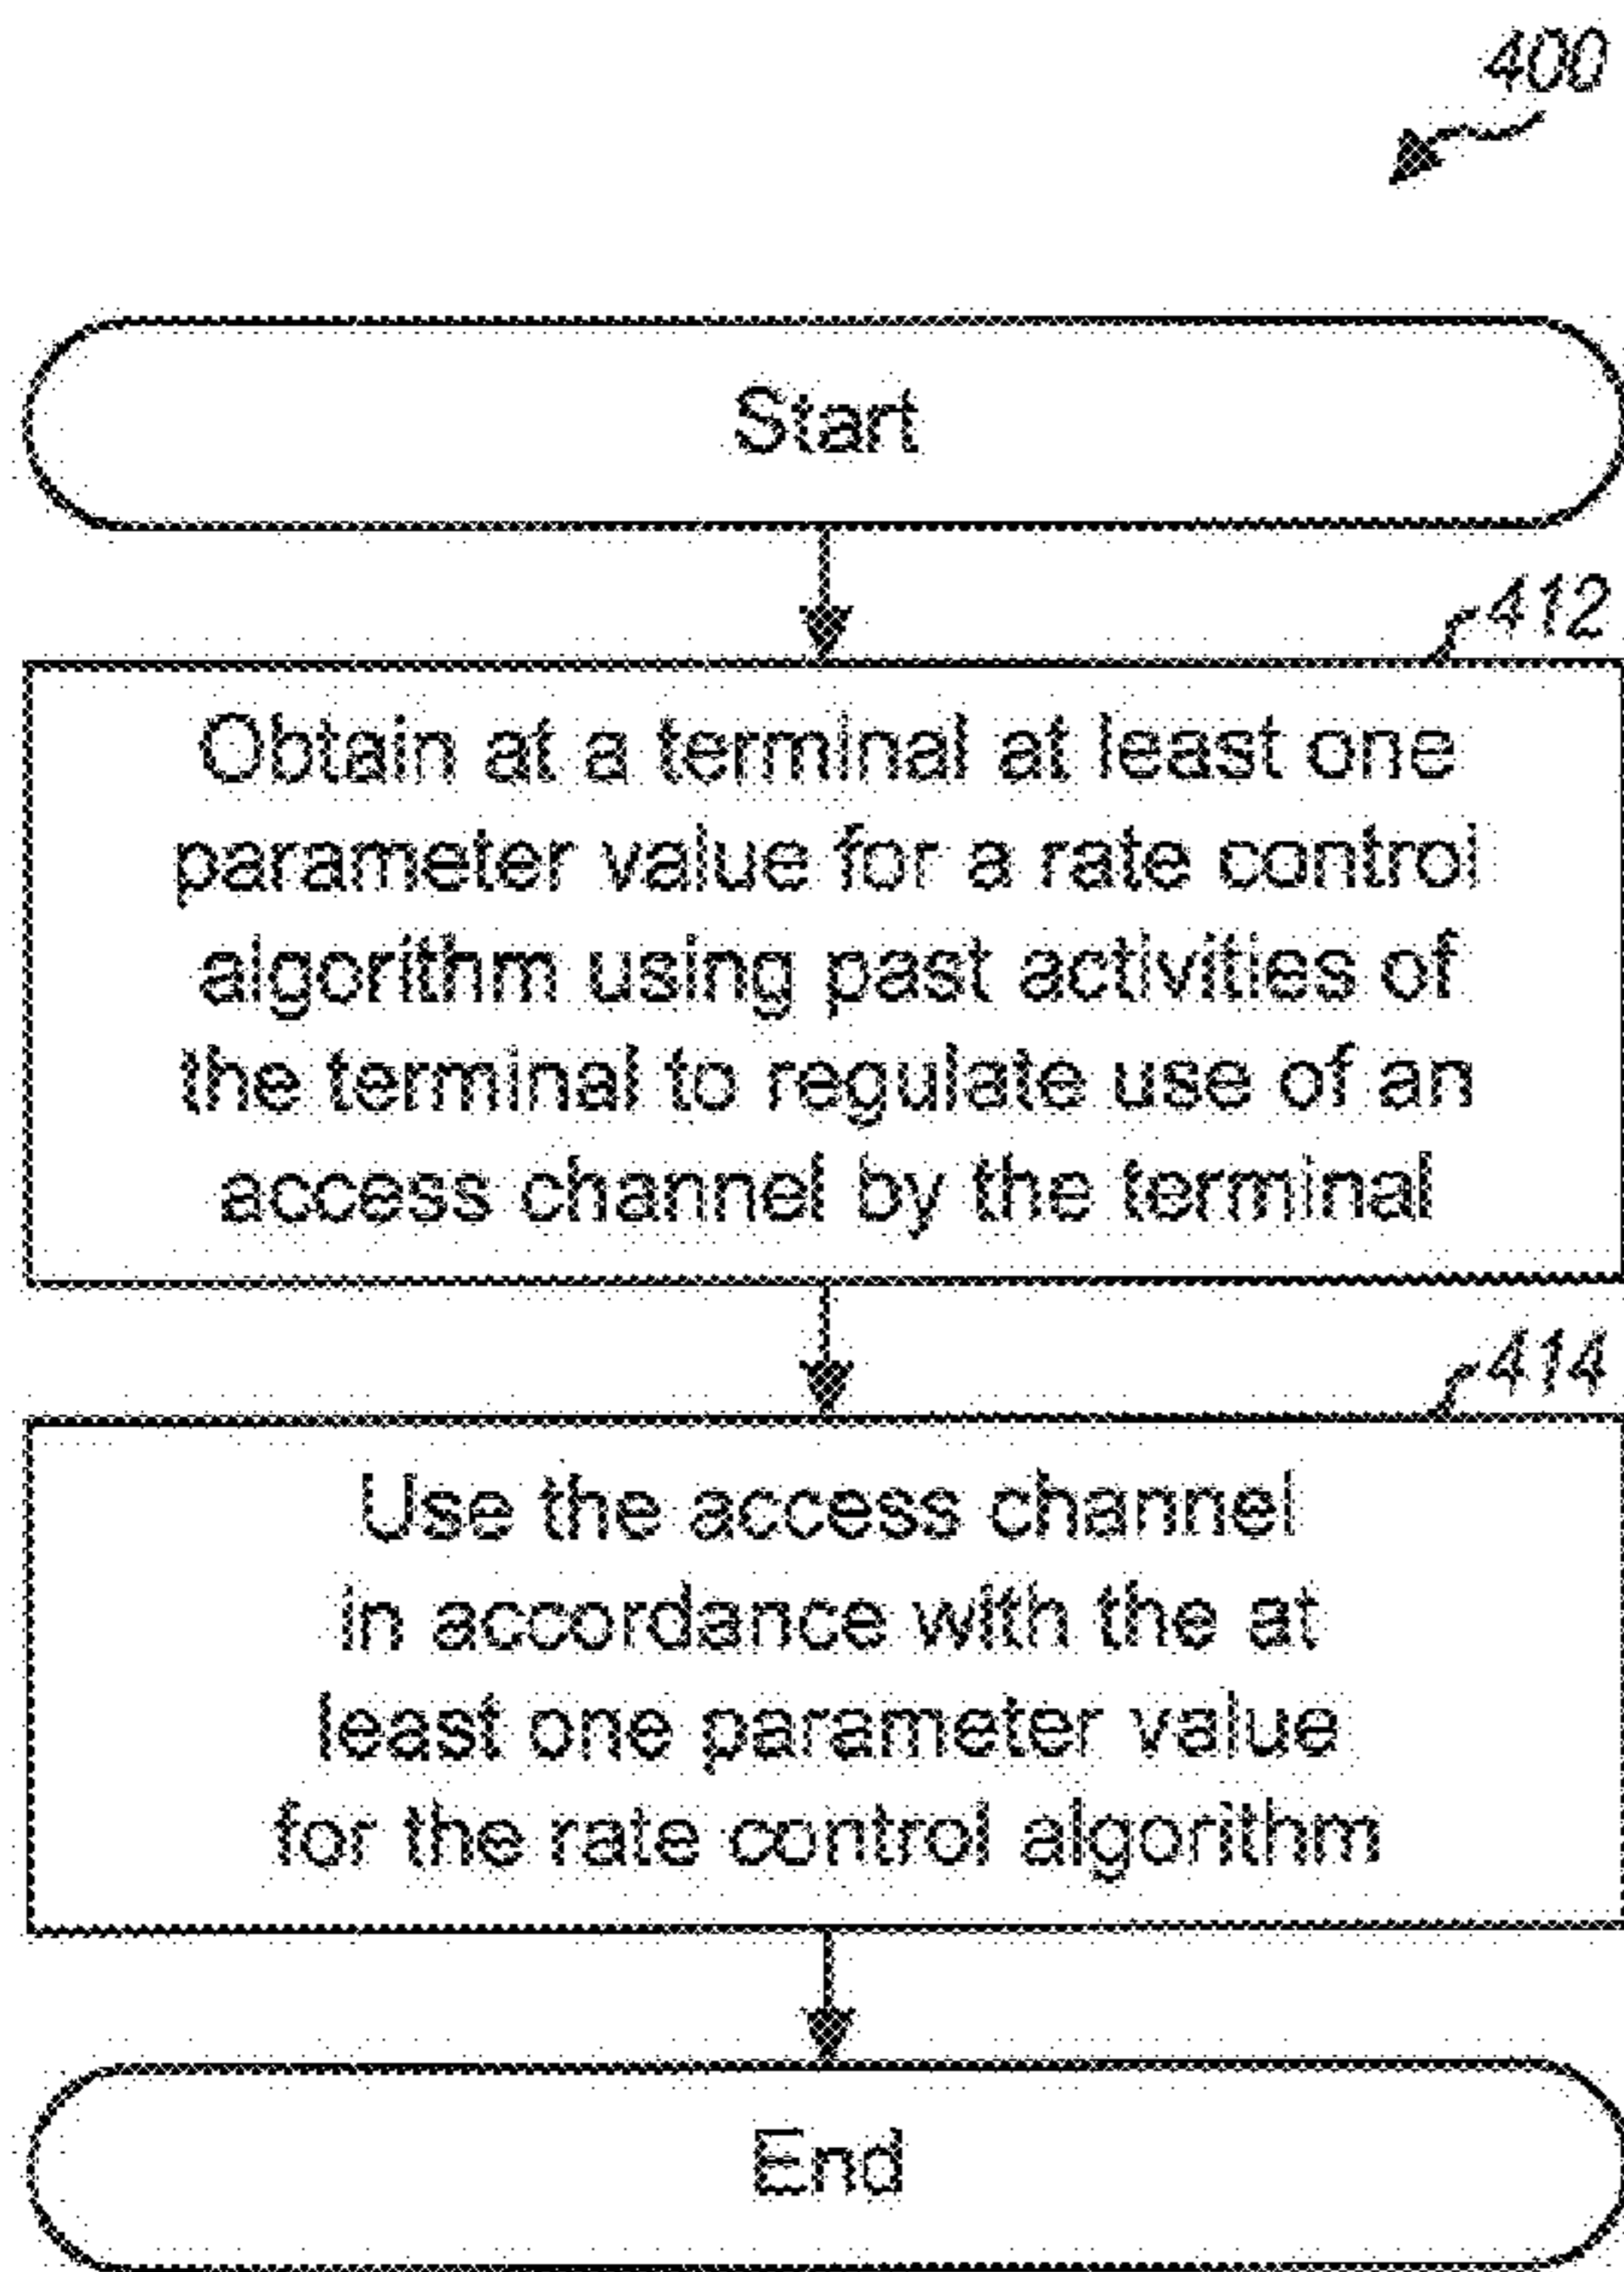 400
Start
412
Obtain at a terminal at least one
parameter value for a rate control
algorithm using past activities of
the terminal to regulate use of an
access channel by the terminal
414
Use the access channel
in accordance with the at
least one parameter value
for the rate control algorithm
End